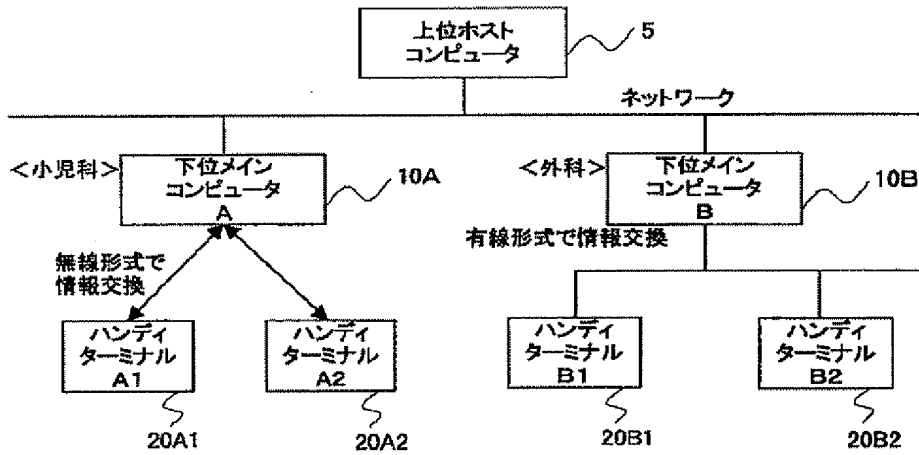 上位ホスト
コンピュータ
5
ネットワーク
<小児科>
下位メイン
コンピュータ
A
10A
<外科>
下位メイン
コンピュータ
B
10B
無線形式で
情報交換
有線形式で情報交換
ハンディ
ターミナル
A1
ハンディ
ターミナル
A2
ハンディ
ターミナル
B1
ハンディ
ターミナル
B2
20A1
20A2
20B1
20B2